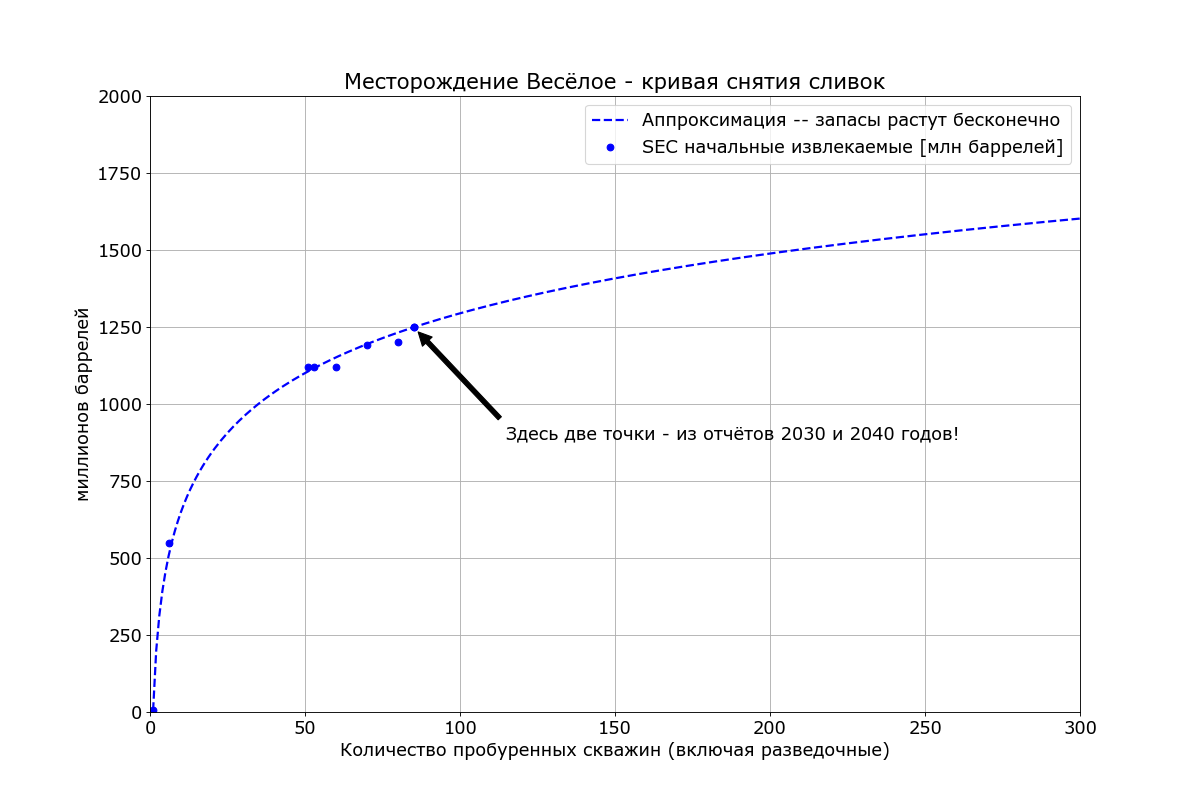 Месторождение Весёлое - кривая снятия сливок
2000
1750
1500
1250
1000
750
500
250
0
миллионов баррелей
Аппроксимация -- запасы растут бесконечно
SEC начальные извлекаемые [млн баррелей]
Здесь две точки - из отчётов 2030 и 2040 годов!
0 50 100 150 200 250 300
Количество пробуренных скважин (включая разведочные)